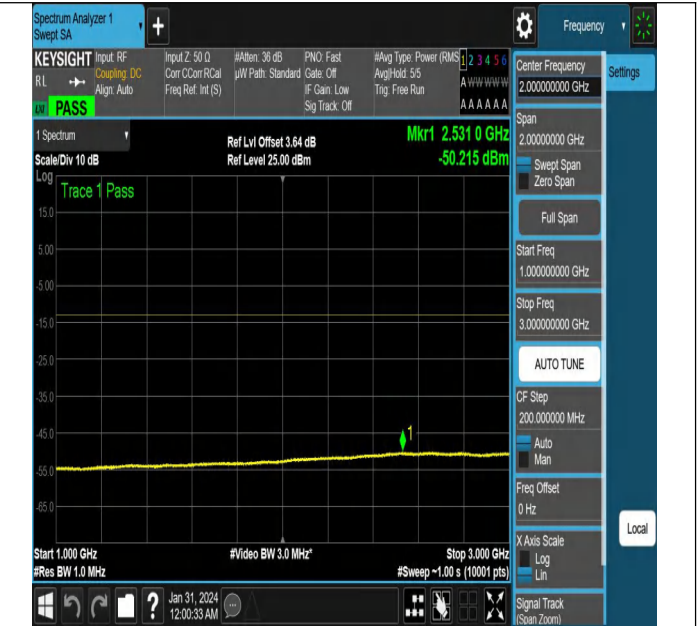 Spectrum Analyzer 1
Swept SA
+
Frequency
KEYSIGHT
RL
LXI PASS
Input: RF
Coupling: DC
Align: Auto
Input Z: 50 Ω
Corr CCorr RCal
Freq Ref: Int (S)
#Atten: 36 dB
µW Path: Standard
PNO: Fast
Gate: Off
IF Gain: Low
Sig Track: Off
#Avg Type: Power (RMS
Avg|Hold: 5/5
Trig: Free Run
1 2 3 4 5 6
A W W W W W
A A A A A A
Center Frequency
2.000000000 GHz
Settings
Span
2.00000000 GHz
Swept Span
Zero Span
Full Span
Start Freq
1.000000000 GHz
Stop Freq
3.000000000 GHz
AUTO TUNE
CF Step
200.000000 MHz
Auto
Man
Freq Offset
0 Hz
X Axis Scale
Log
Lin
Signal Track
(Span Zoom)
Local
1 Spectrum
Scale/Div 10 dB
Ref Lvl Offset 3.64 dB
Ref Level 25.00 dBm
Mkr1 2.531 0 GHz
-50.215 dBm
Log
Trace 1 Pass
15.0
5.00
-5.00
-15.0
-25.0
-35.0
-45.0
-55.0
-65.0
1
Start 1.000 GHz
#Res BW 1.0 MHz
#Video BW 3.0 MHz*
Stop 3.000 GHz
#Sweep ~1.00 s (10001 pts)
?
Jan 31, 2024
12:00:33 AM